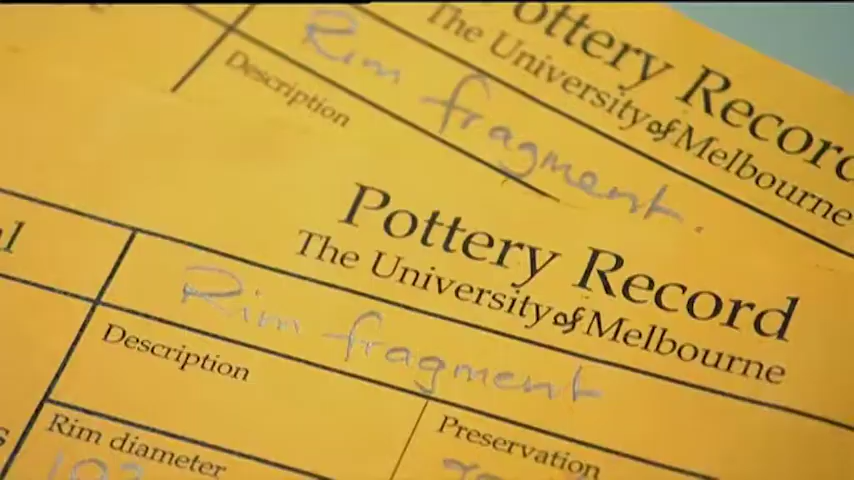 Pottery Record
The University of Melbourne
Rim fragment.
Description
Pottery Record
The University of Melbourne
Rim fragment
Description
Preservation
Rim diameter